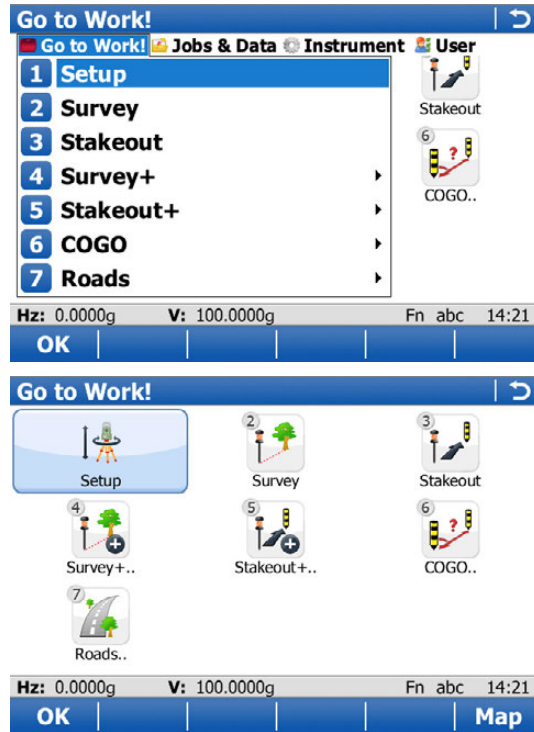 Go to Work!
Go to Work! Jobs & Data Instrument User
1 Setup
2 Survey
3 Stakeout
4 Survey+
5 Stakeout+
6 COGO
7 Roads
Stakeout
6
?
COGO..
Hz: 0.0000g V: 100.0000g Fn abc 14:21
OK
Go to Work!
Setup
2
Survey
3
Stakeout
4
Survey+..
5
Stakeout+..
6
?
COGO..
7
Roads..
Hz: 0.0000g V: 100.0000g Fn abc 14:21
OK Map